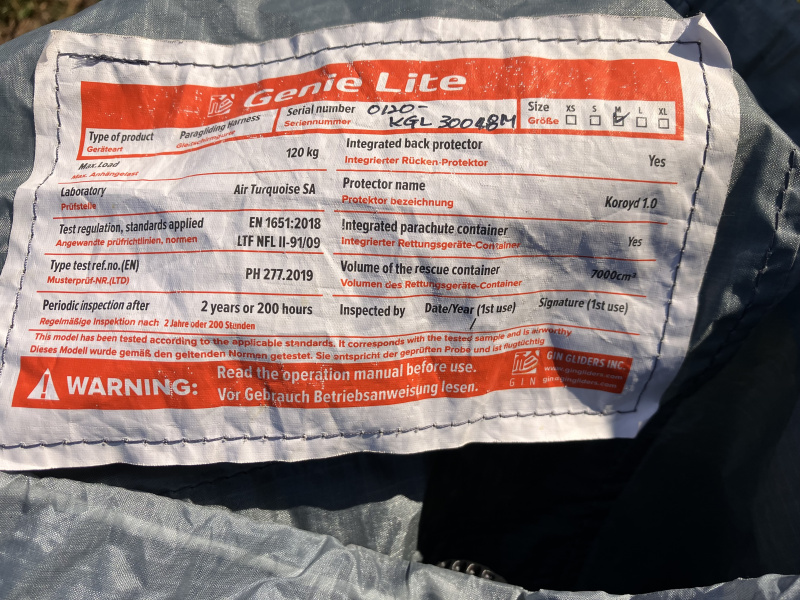 Genie Lite
Type of product Paragliding Harness
Geräteart Gleitschirmgurte
Serial number 0120-
Seriennummer KGL30048M
Size XS S M L XL
Größe
Max.Load 120 kg
Max. Anhängelast
Laboratory Air Turquoise SA
Prüfstelle
Test regulation, standards applied EN 1651:2018
Angewandte prüfrichtlinien, normen LTF NFL II-91/09
Type test ref.no.(EN) PH 277.2019
Musterprüf-NR.(LTD)
Periodic inspection after 2 years or 200 hours
Regelmäßige Inspektion nach 2 Jahre oder 200 Stunden
Integrated back protector Yes
Integrierter Rücken-Protektor
Protector name Koroyd 1.0
Protektor bezeichnung
Integrated parachute container Yes
Integrierter Rettungsgeräte-Container
Volume of the rescue container 7000cm³
Volumen des Rettungsgeräte-Container
Inspected by Date/Year (1st use) Signature (1st use)
/
This model has been tested according to the applicable standards. It corresponds with the tested sample and is airworthy
Dieses Modell wurde gemäß den geltenden Normen getestet. Sie entspricht der geprüften Probe und ist flugtüchtig
WARNING: Read the operation manual before use.
Vor Gebrauch Betriebsanweisung lesen.
GIN
GIN GLIDERS INC.
www.gingliders.com
gin@gingliders.com